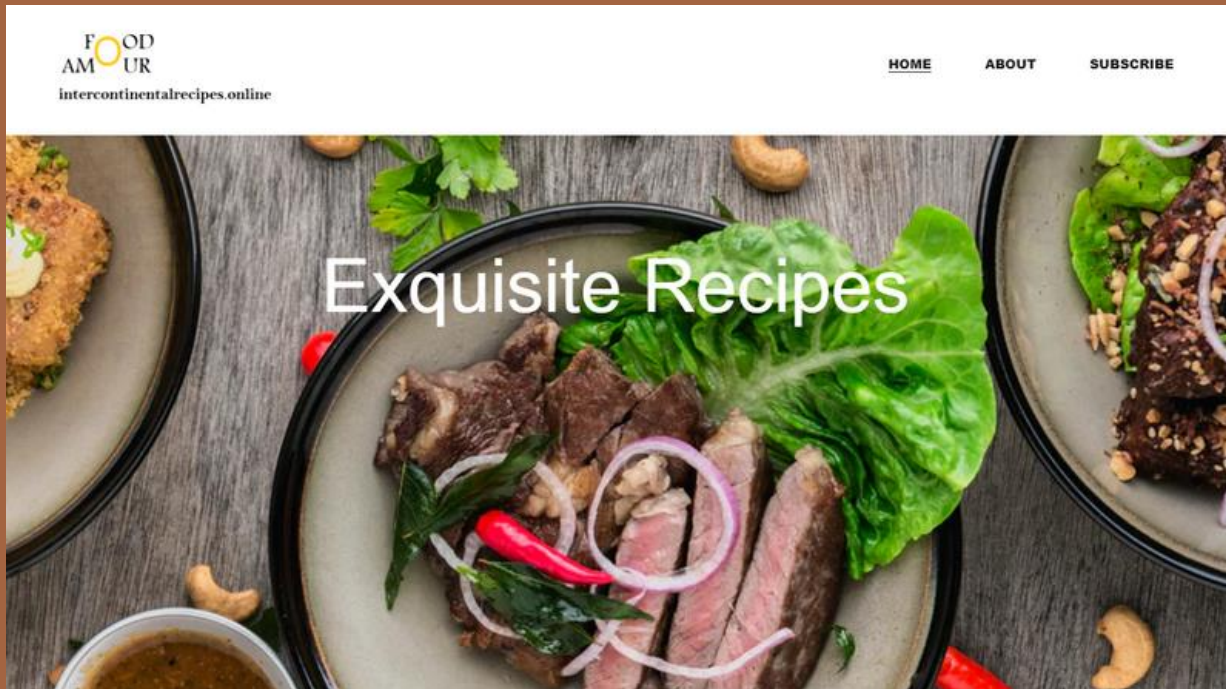 FOOD
AMOUR
intercontinentalrecipes.online
HOME ABOUT SUBSCRIBE
Exquisite Recipes